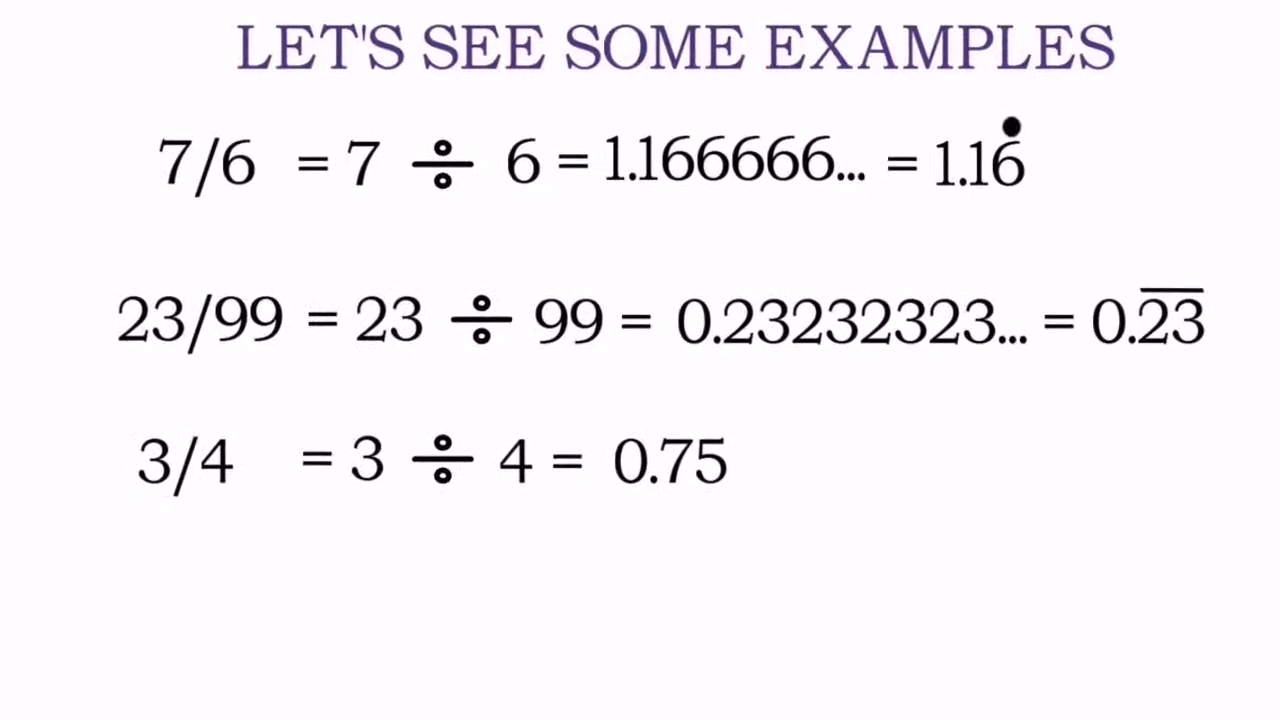 LET'S SEE SOME EXAMPLES
7/6 = 7 ÷ 6 = 1.166666... = 1.16̇
23/99 = 23 ÷ 99 = 0.23232323... = 0.2̅3̅
3/4 = 3 ÷ 4 = 0.75